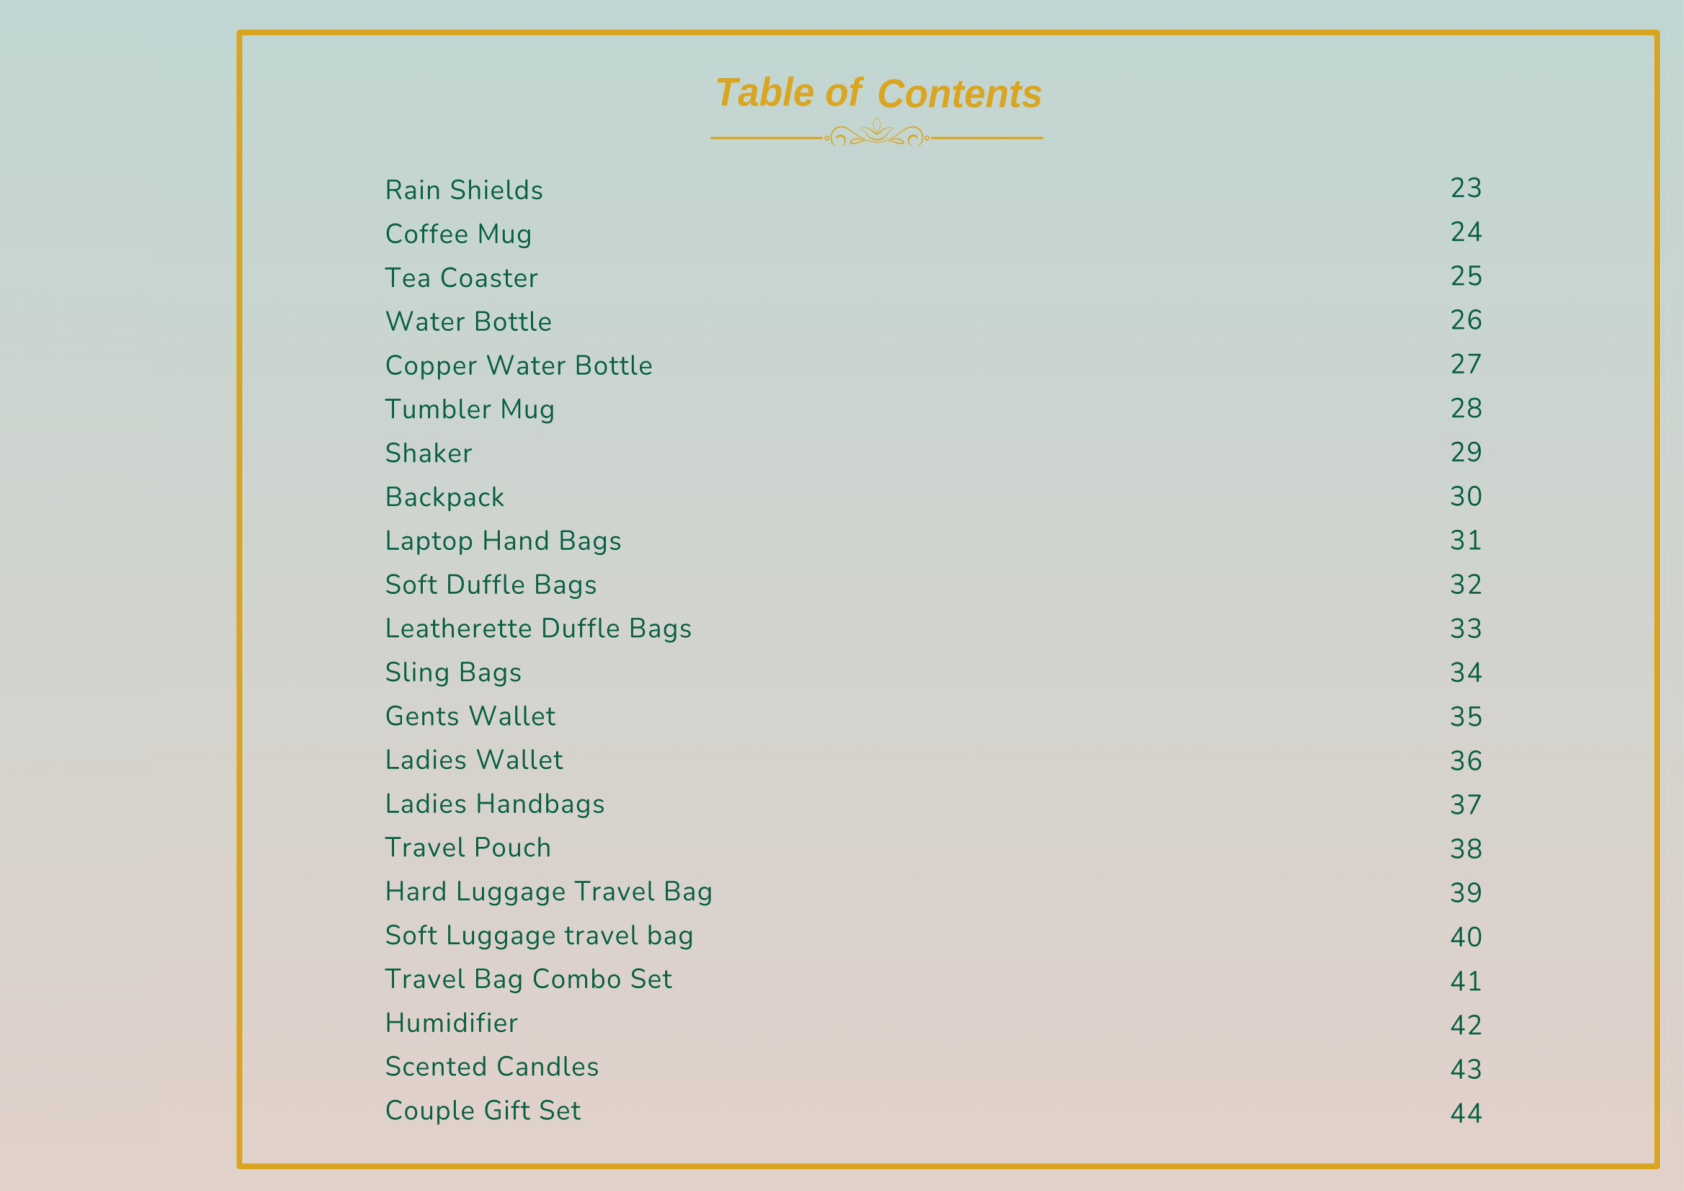 Table of Contents
Rain Shields 23
Coffee Mug 24
Tea Coaster 25
Water Bottle 26
Copper Water Bottle 27
Tumbler Mug 28
Shaker 29
Backpack 30
Laptop Hand Bags 31
Soft Duffle Bags 32
Leatherette Duffle Bags 33
Sling Bags 34
Gents Wallet 35
Ladies Wallet 36
Ladies Handbags 37
Travel Pouch 38
Hard Luggage Travel Bag 39
Soft Luggage travel bag 40
Travel Bag Combo Set 41
Humidifier 42
Scented Candles 43
Couple Gift Set 44